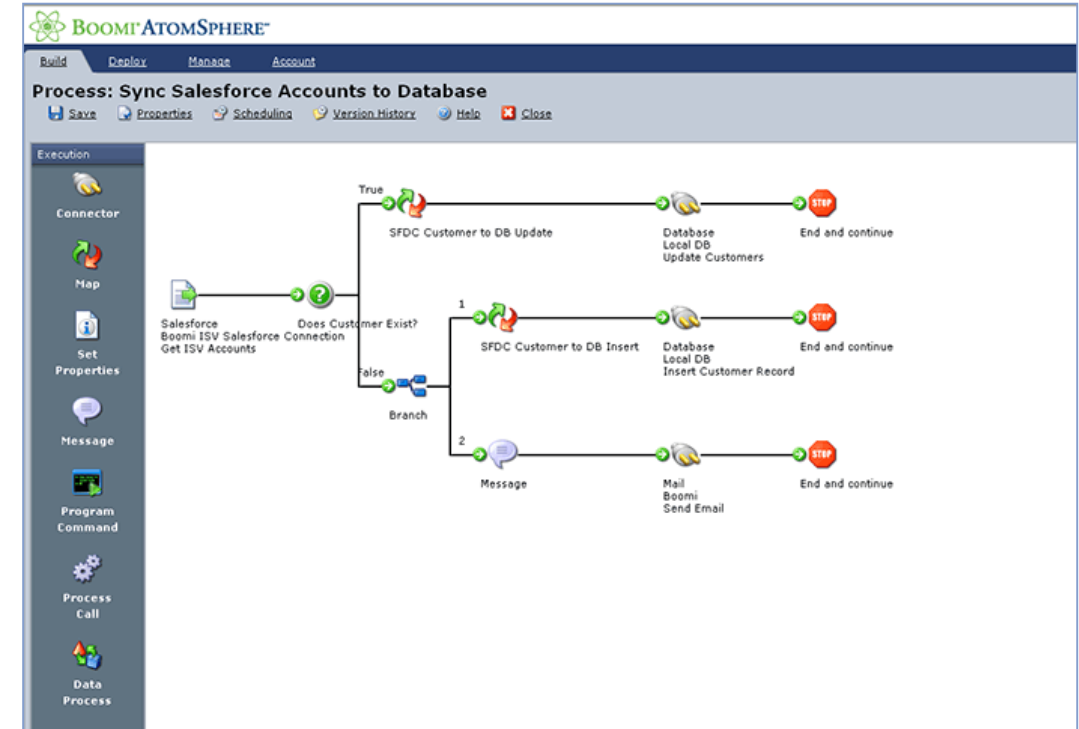 BOOMI ATOMSPHERE™
Build Deploy Manage Account
Process: Sync Salesforce Accounts to Database
Save Properties Scheduling Version History Help Close
Execution
Connector
Map
Set
Properties
Message
Program
Command
Process
Call
Data
Process
Salesforce
Boomi ISV Salesforce Connection
Get ISV Accounts
Does Customer Exist?
True
SFDC Customer to DB Update
Database
Local DB
Update Customers
STOP
End and continue
False
Branch
1
SFDC Customer to DB Insert
Database
Local DB
Insert Customer Record
STOP
End and continue
2
Message
Mail
Boomi
Send Email
STOP
End and continue